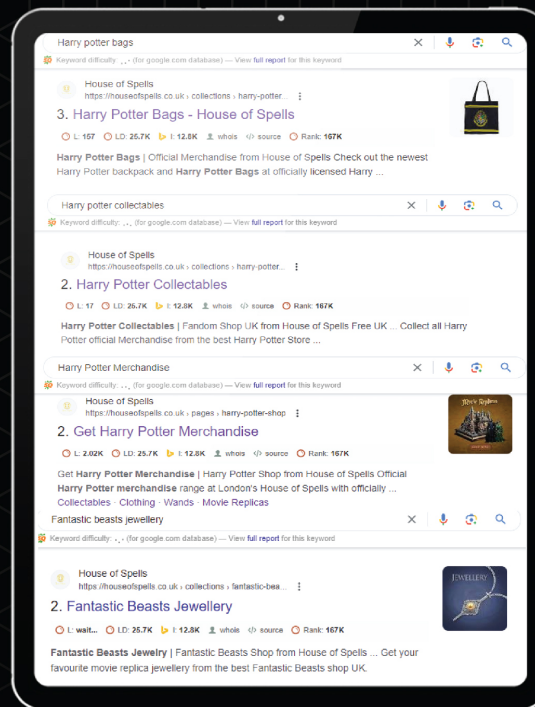 Harry potter bags
Keyword difficulty: . . . (for google.com database) — View full report for this keyword
House of Spells
https://houseofspells.co.uk › collections › harry-potter...
3. Harry Potter Bags - House of Spells
L: 157 LD: 25.7K I: 12.8K whois source Rank: 167K
Harry Potter Bags | Official Merchandise from House of Spells Check out the newest
Harry Potter backpack and Harry Potter Bags at officially licensed Harry ...
Harry potter collectables
Keyword difficulty: . . . (for google.com database) — View full report for this keyword
House of Spells
https://houseofspells.co.uk › collections › harry-potter...
2. Harry Potter Collectables
L: 17 LD: 25.7K I: 12.8K whois source Rank: 167K
Harry Potter Collectables | Fandom Shop UK from House of Spells Free UK ... Collect all Harry
Potter official Merchandise from the best Harry Potter Store ...
Harry Potter Merchandise
Keyword difficulty: . . . (for google.com database) — View full report for this keyword
House of Spells
https://houseofspells.co.uk › pages › harry-potter-shop
Movie Replicas
2. Get Harry Potter Merchandise
L: 2.02K LD: 25.7K I: 12.8K whois source Rank: 167K
Get Harry Potter Merchandise | Harry Potter Shop from House of Spells Official
Harry Potter merchandise range at London's House of Spells with officially ...
Collectables · Clothing · Wands · Movie Replicas
Fantastic beasts jewellery
Keyword difficulty: . . . (for google.com database) — View full report for this keyword
House of Spells
https://houseofspells.co.uk › collections › fantastic-bea...
JEWELLERY
2. Fantastic Beasts Jewellery
L: wait... LD: 25.7K I: 12.8K whois source Rank: 167K
Fantastic Beasts Jewelry | Fantastic Beasts Shop from House of Spells ... Get your
favourite movie replica jewellery from the best Fantastic Beasts shop UK.